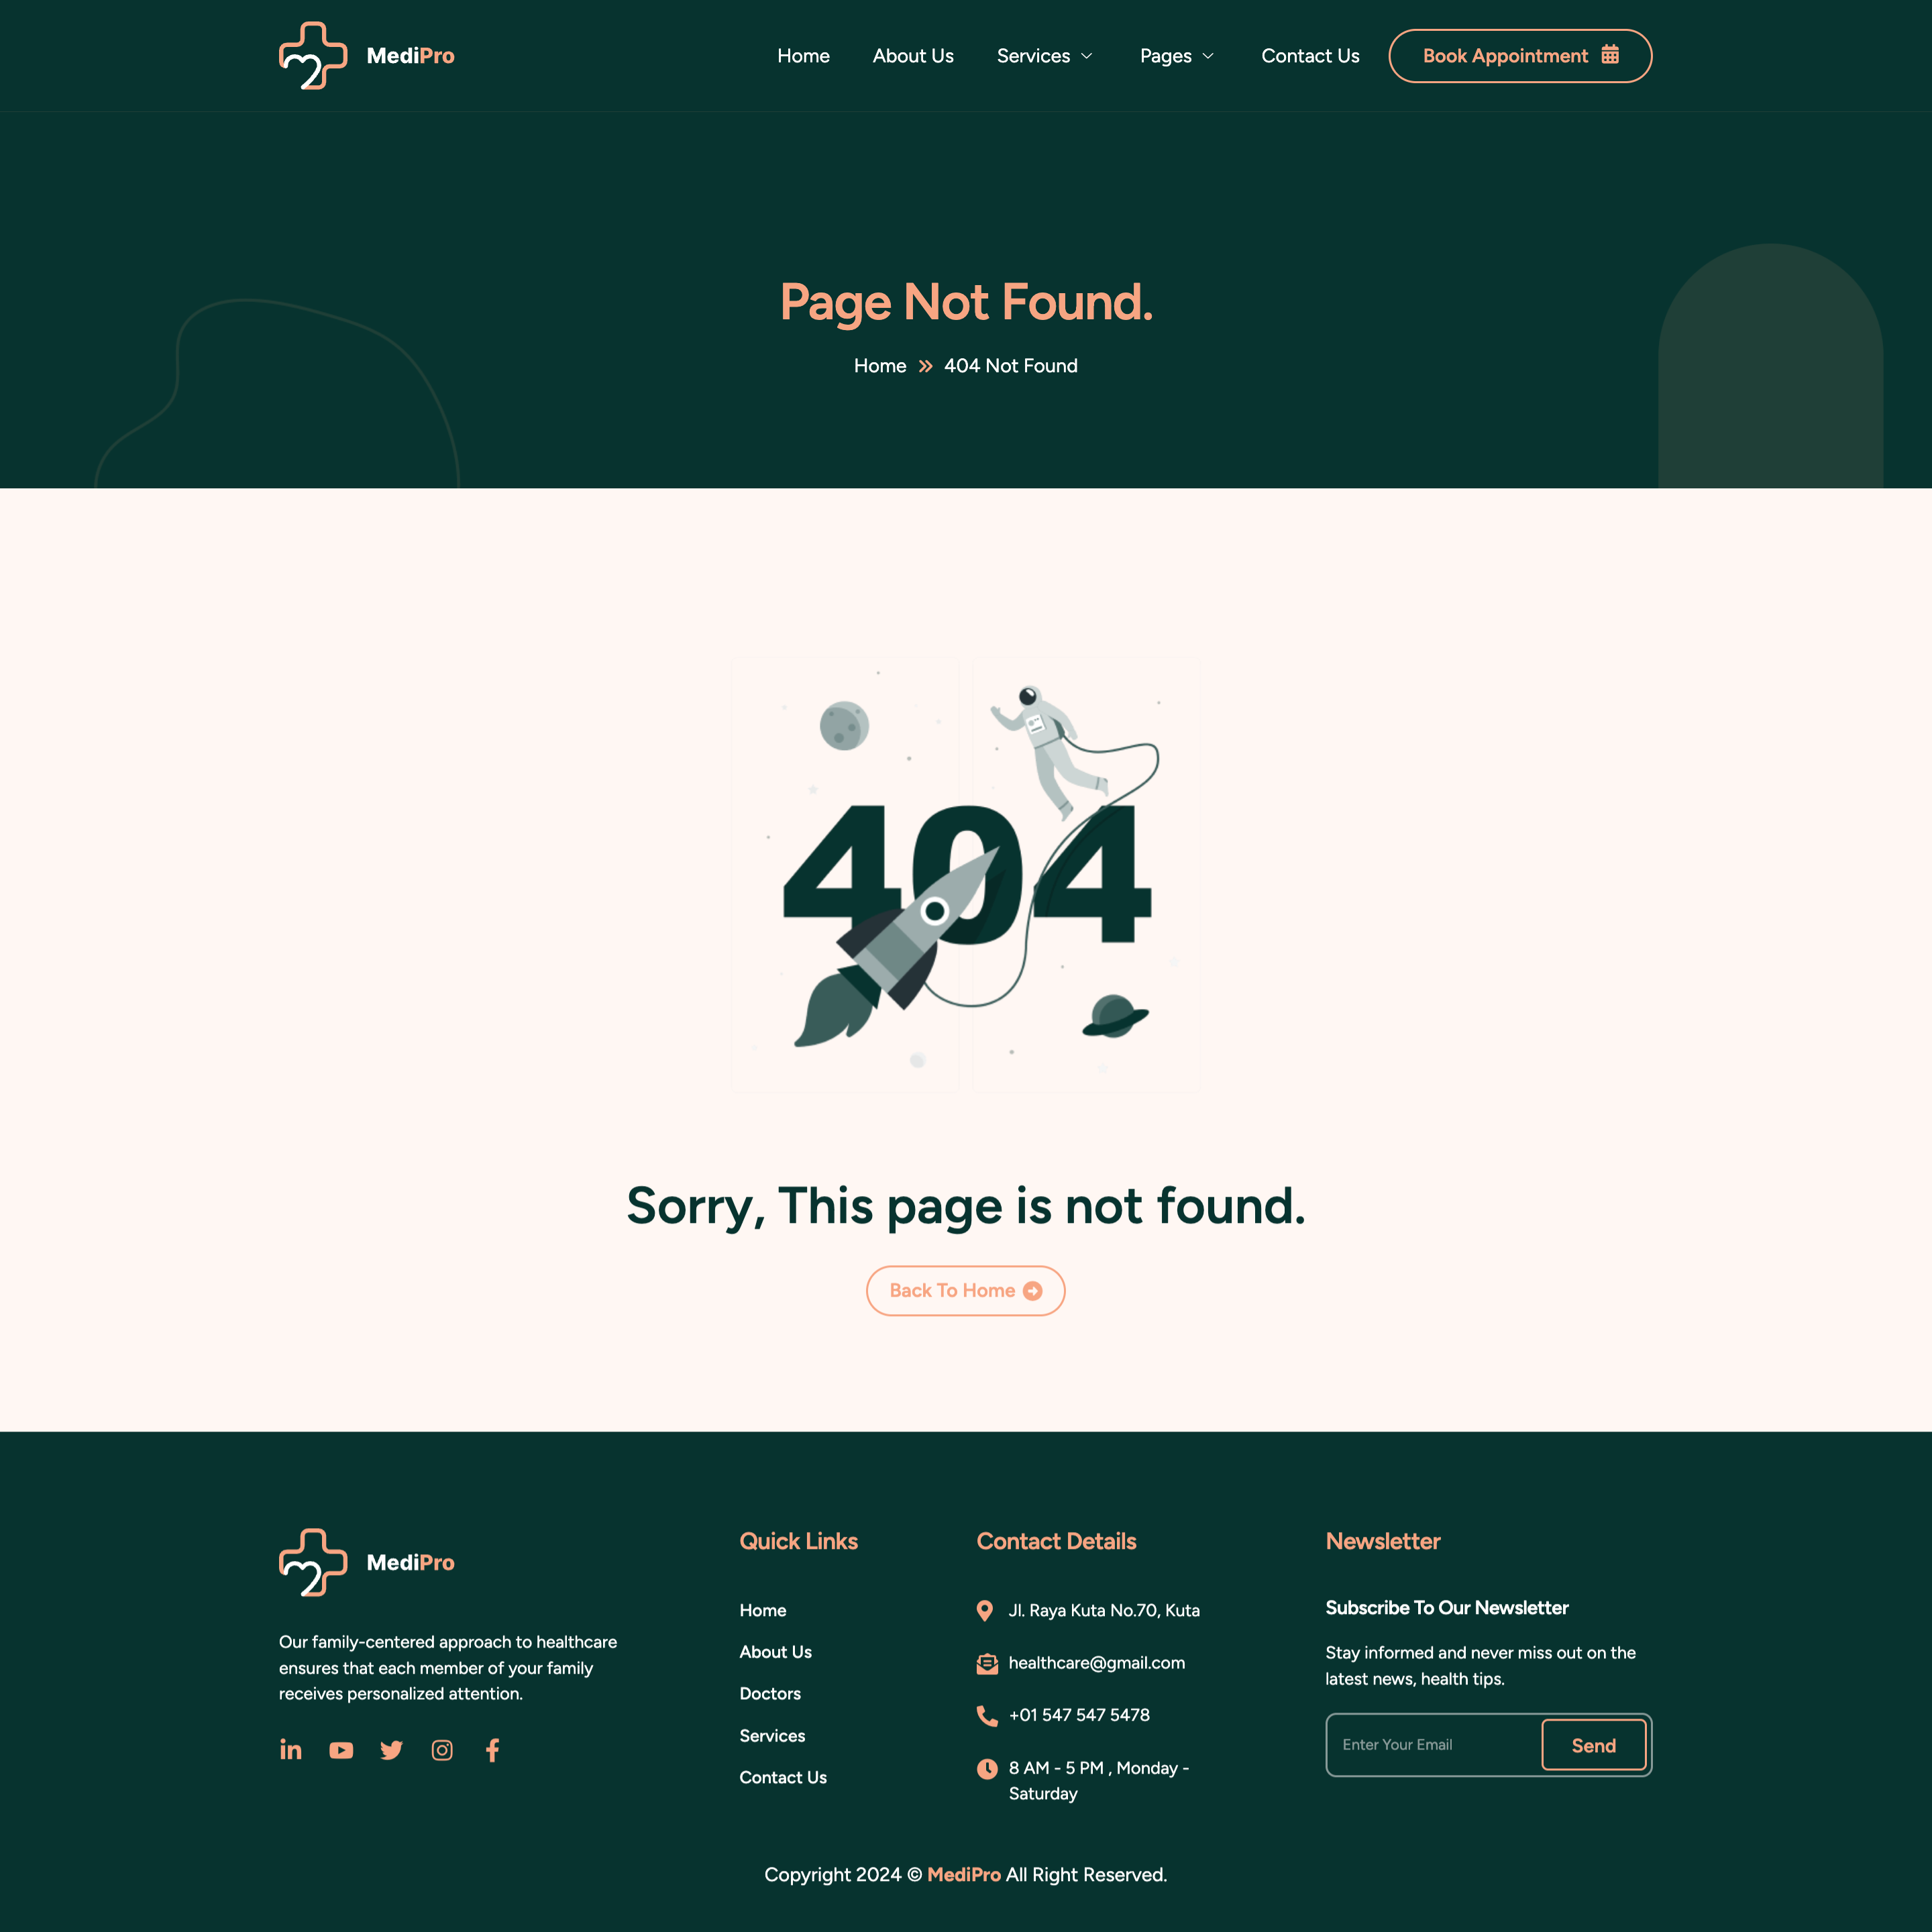 MediPro
Home
About Us
Services
Pages
Contact Us
Book Appointment
Page Not Found.
Home
404 Not Found
404
Sorry, This page is not found.
Back To Home
MediPro
Our family-centered approach to healthcare
ensures that each member of your family
receives personalized attention.
Quick Links
Home
About Us
Doctors
Services
Contact Us
Contact Details
Jl. Raya Kuta No.70, Kuta
healthcare@gmail.com
+01 547 547 5478
8 AM - 5 PM , Monday -
Saturday
Newsletter
Subscribe To Our Newsletter
Stay informed and never miss out on the
latest news, health tips.
Enter Your Email
Send
Copyright 2024 © MediPro All Right Reserved.